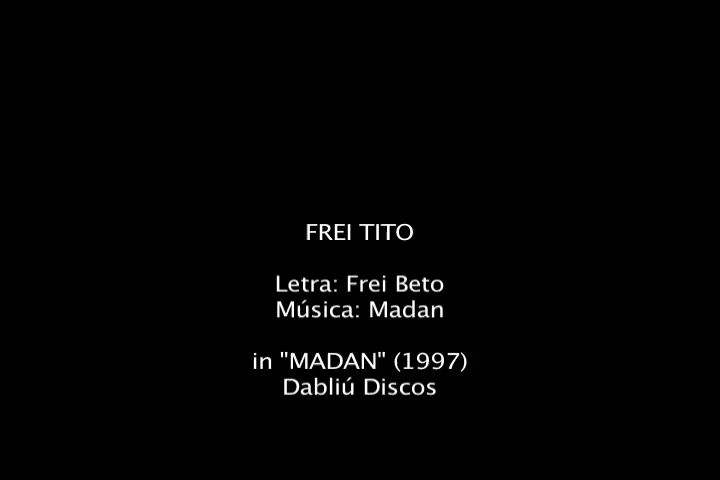 FREI TITO
Letra: Frei Beto
Música: Madan
in "MADAN" (1997)
Dabliú Discos